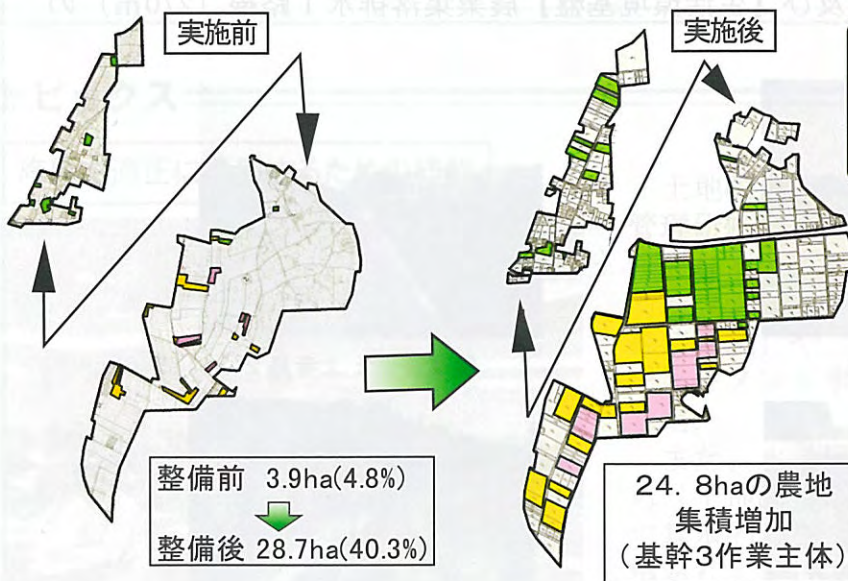 実施前
実施後
整備前 3.9ha(4.8%)
整備後 28.7ha(40.3%)
24. 8haの農地
集積増加
(基幹3作業主体)